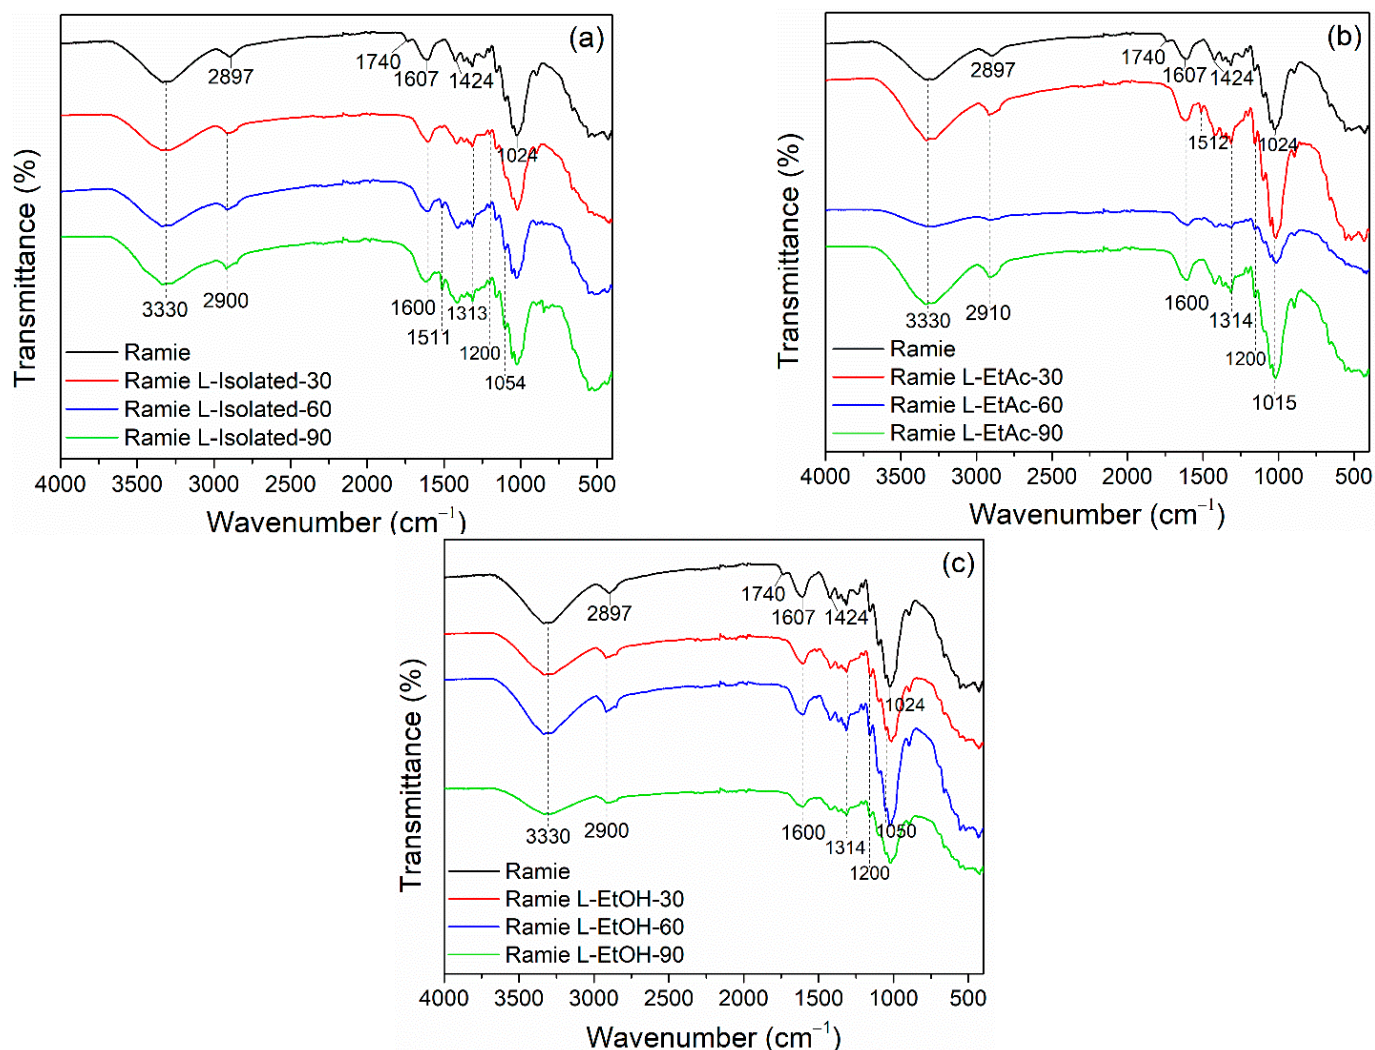 (a)
1740
2897
1607
1424
1024
3330
2900
1600
1313
1511
1200
1054
Ramie
Ramie L-Isolated-30
Ramie L-Isolated-60
Ramie L-Isolated-90
4000 3500 3000 2500 2000 1500 1000 500
Wavenumber (cm⁻¹)
Transmittance (%)
(b)
1740
2897
1607
1424
1512
1024
3330
2910
1600
1314
1200
1015
Ramie
Ramie L-EtAc-30
Ramie L-EtAc-60
Ramie L-EtAc-90
4000 3500 3000 2500 2000 1500 1000 500
Wavenumber (cm⁻¹)
Transmittance (%)
(c)
1740
2897
1607
1424
1024
3330
2900
1600
1050
1314
1200
Ramie
Ramie L-EtOH-30
Ramie L-EtOH-60
Ramie L-EtOH-90
4000 3500 3000 2500 2000 1500 1000 500
Wavenumber (cm⁻¹)
Transmittance (%)